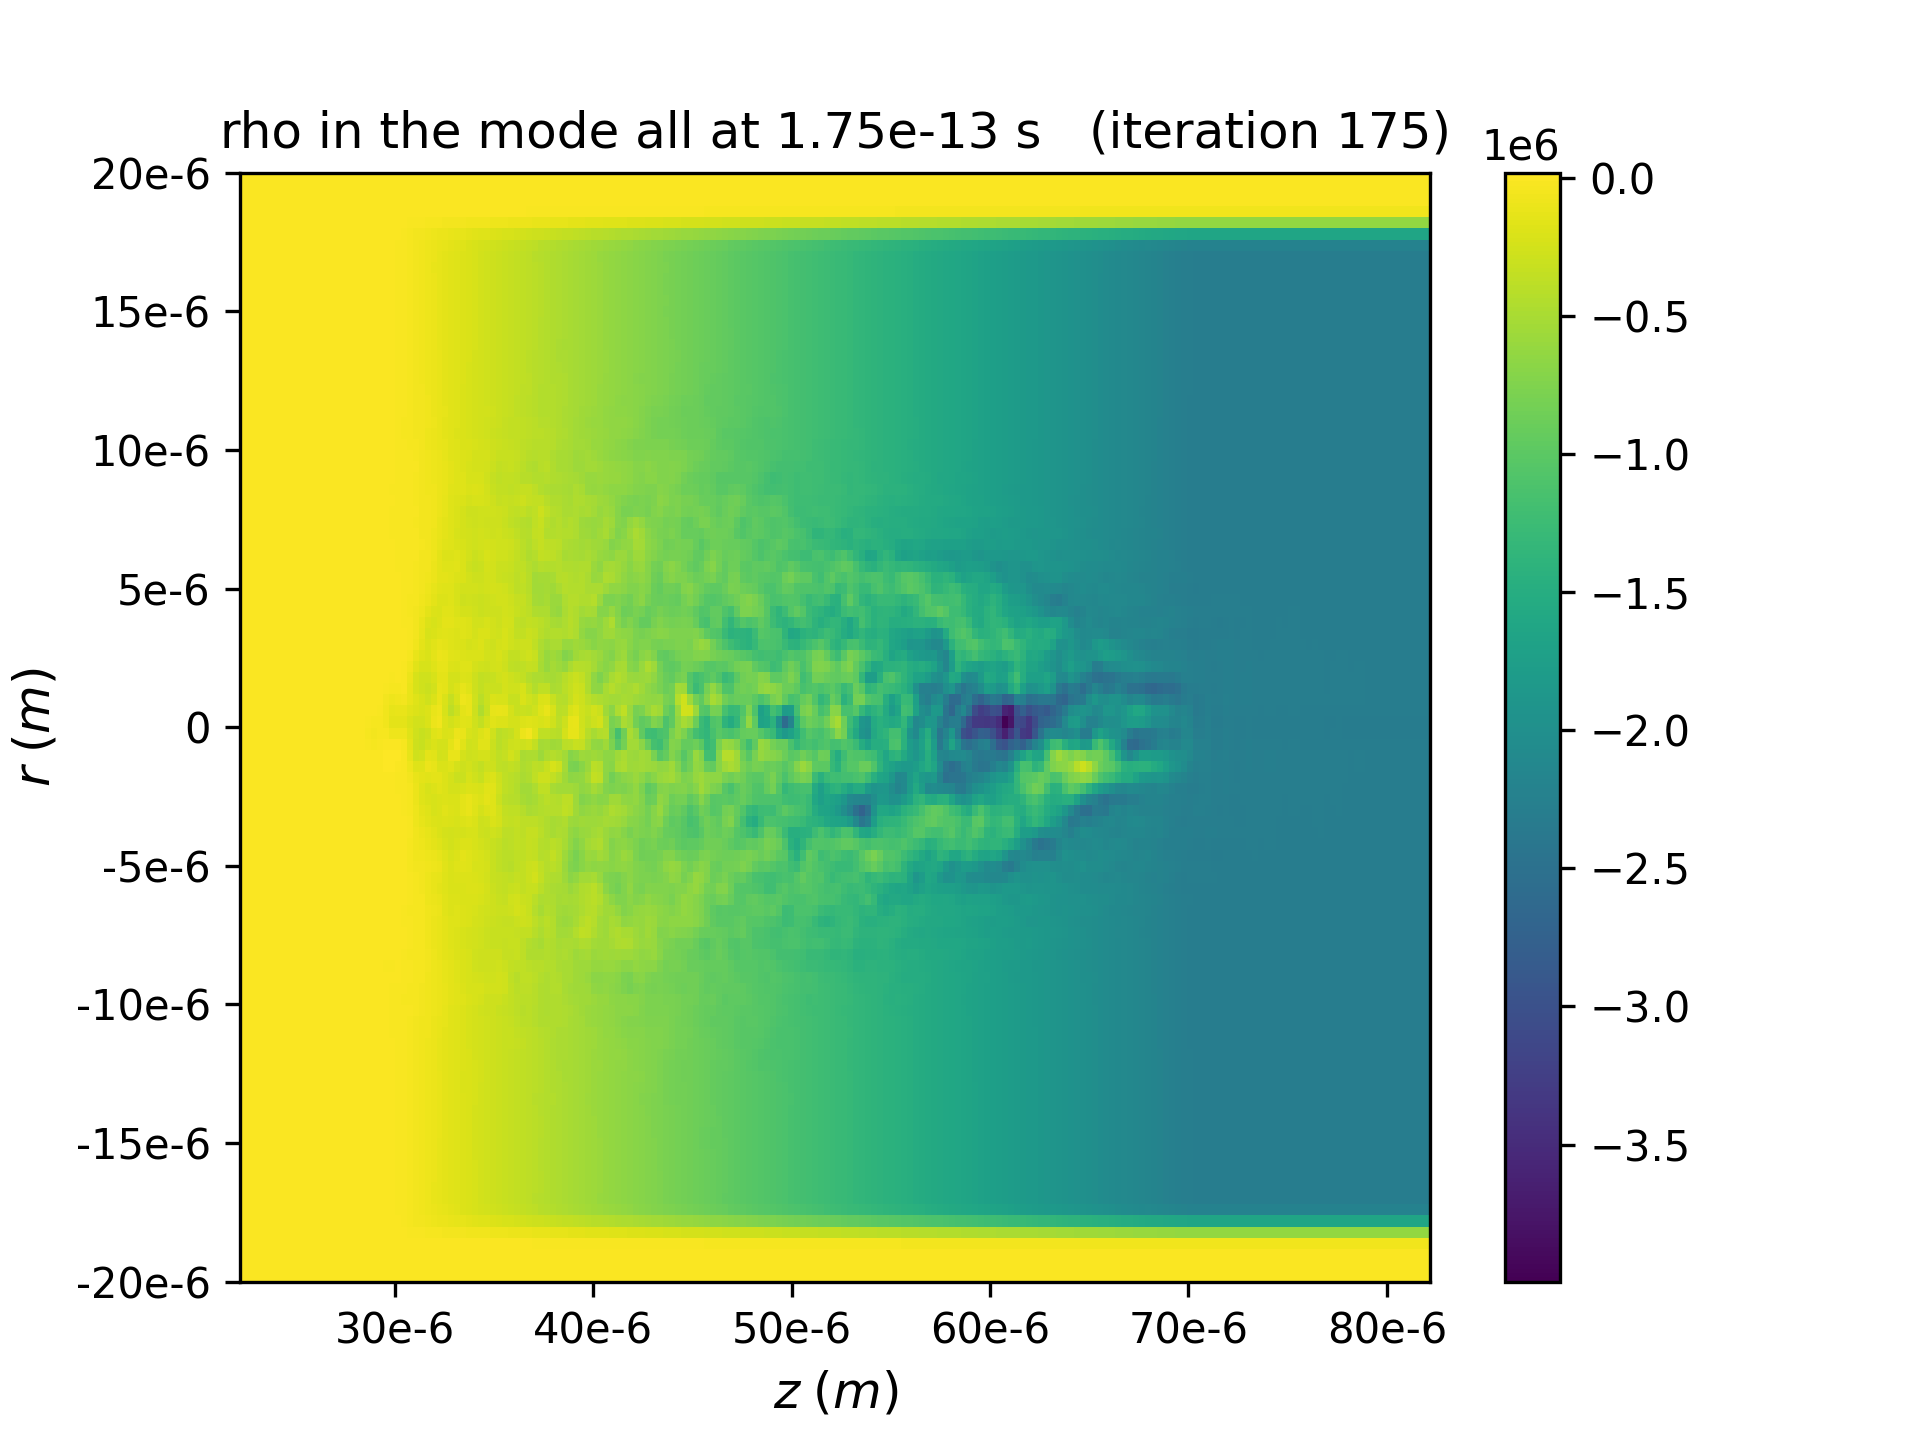 rho in the mode all at 1.75e-13 s (iteration 175)
1e6
20e-6
15e-6
10e-6
5e-6
0
-5e-6
-10e-6
-15e-6
-20e-6
r (m)
30e-6 40e-6 50e-6 60e-6 70e-6 80e-6
z (m)
0.0
−0.5
−1.0
−1.5
−2.0
−2.5
−3.0
−3.5